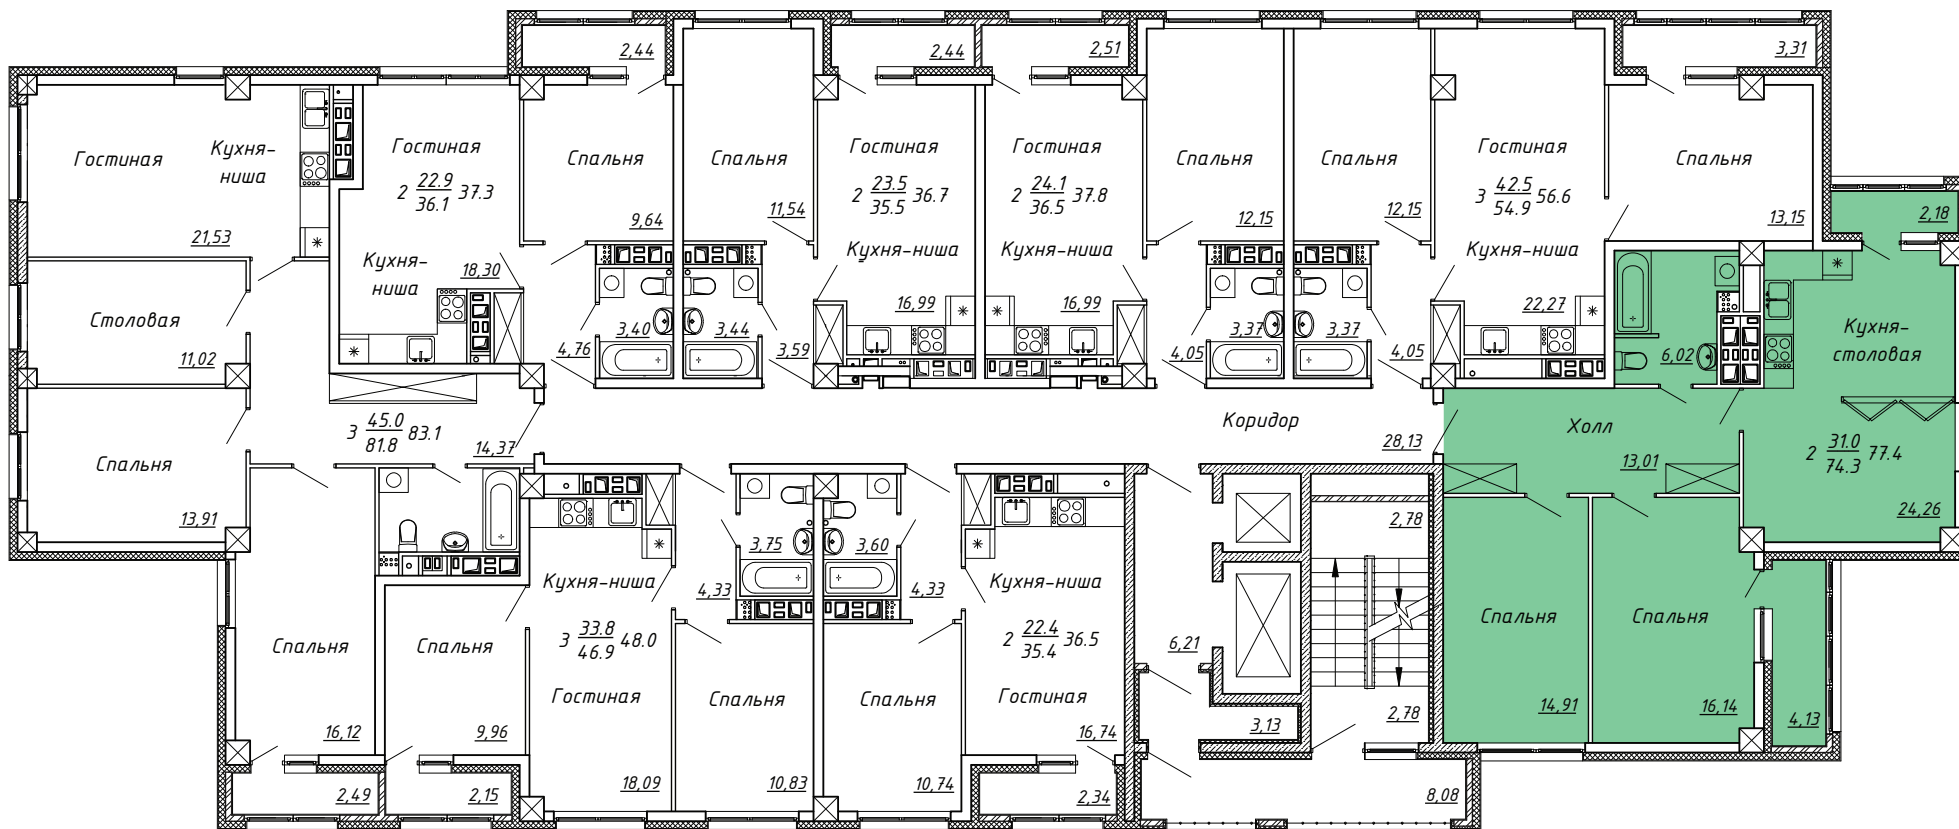 2,44
2,44
2,51
3,31
Гостиная
Кухня-
ниша
21,53
Гостиная
2 22.9 37.3
36.1
Кухня-
ниша
18,30
Спальня
9,64
Спальня
11,54
Гостиная
2 23.5 36.7
35.5
Кухня-ниша
16,99
Гостиная
2 24.1 37.8
36.5
Кухня-ниша
16,99
Спальня
12,15
Спальня
12,15
Гостиная
3 42.5 56.6
54.9
Кухня-ниша
22,27
Спальня
13,15
2,18
Столовая
11,02
4,76
3,40
3,44
3,59
4,05
3,37
3,37
4,05
6,02
Кухня-
столовая
Спальня
13,91
3 45.0 83.1
81.8
14,37
Коридор
28,13
Холл
13,01
2 31.0 77.4
74.3
24,26
Спальня
16,12
Спальня
9,96
Кухня-ниша
3 33.8 48.0
46.9
Гостиная
18,09
3,75
4,33
Спальня
10,83
3,60
4,33
Спальня
10,74
Кухня-ниша
2 22.4 36.5
35.4
Гостиная
16,74
6,21
3,13
2,78
2,78
Спальня
14,91
Спальня
16,14
4,13
2,49
2,15
2,34
8,08